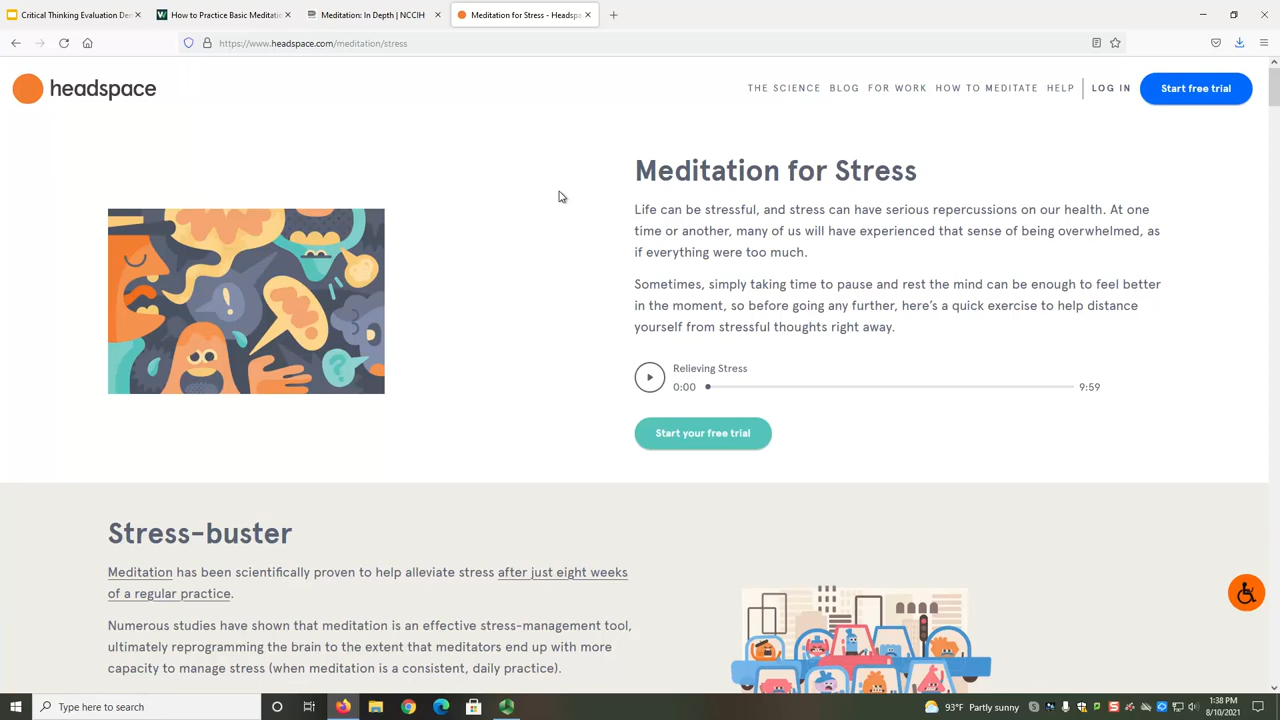 Critical Thinking Evaluation De
How to Practice Basic Meditati
Meditation: In Depth | NCCIH
Meditation for Stress - Headspa
https://www.headspace.com/meditation/stress
headspace
THE SCIENCE BLOG FOR WORK HOW TO MEDITATE HELP LOG IN Start free trial
Meditation for Stress
Life can be stressful, and stress can have serious repercussions on our health. At one
time or another, many of us will have experienced that sense of being overwhelmed, as
if everything were too much.
Sometimes, simply taking time to pause and rest the mind can be enough to feel better
in the moment, so before going any further, here's a quick exercise to help distance
yourself from stressful thoughts right away.
Relieving Stress
0:00 9:59
Start your free trial
Stress-buster
Meditation has been scientifically proven to help alleviate stress after just eight weeks
of a regular practice.
Numerous studies have shown that meditation is an effective stress-management tool,
ultimately reprogramming the brain to the extent that meditators end up with more
capacity to manage stress (when meditation is a consistent, daily practice).
Type here to search
93°F Partly sunny
1:38 PM
8/10/2021